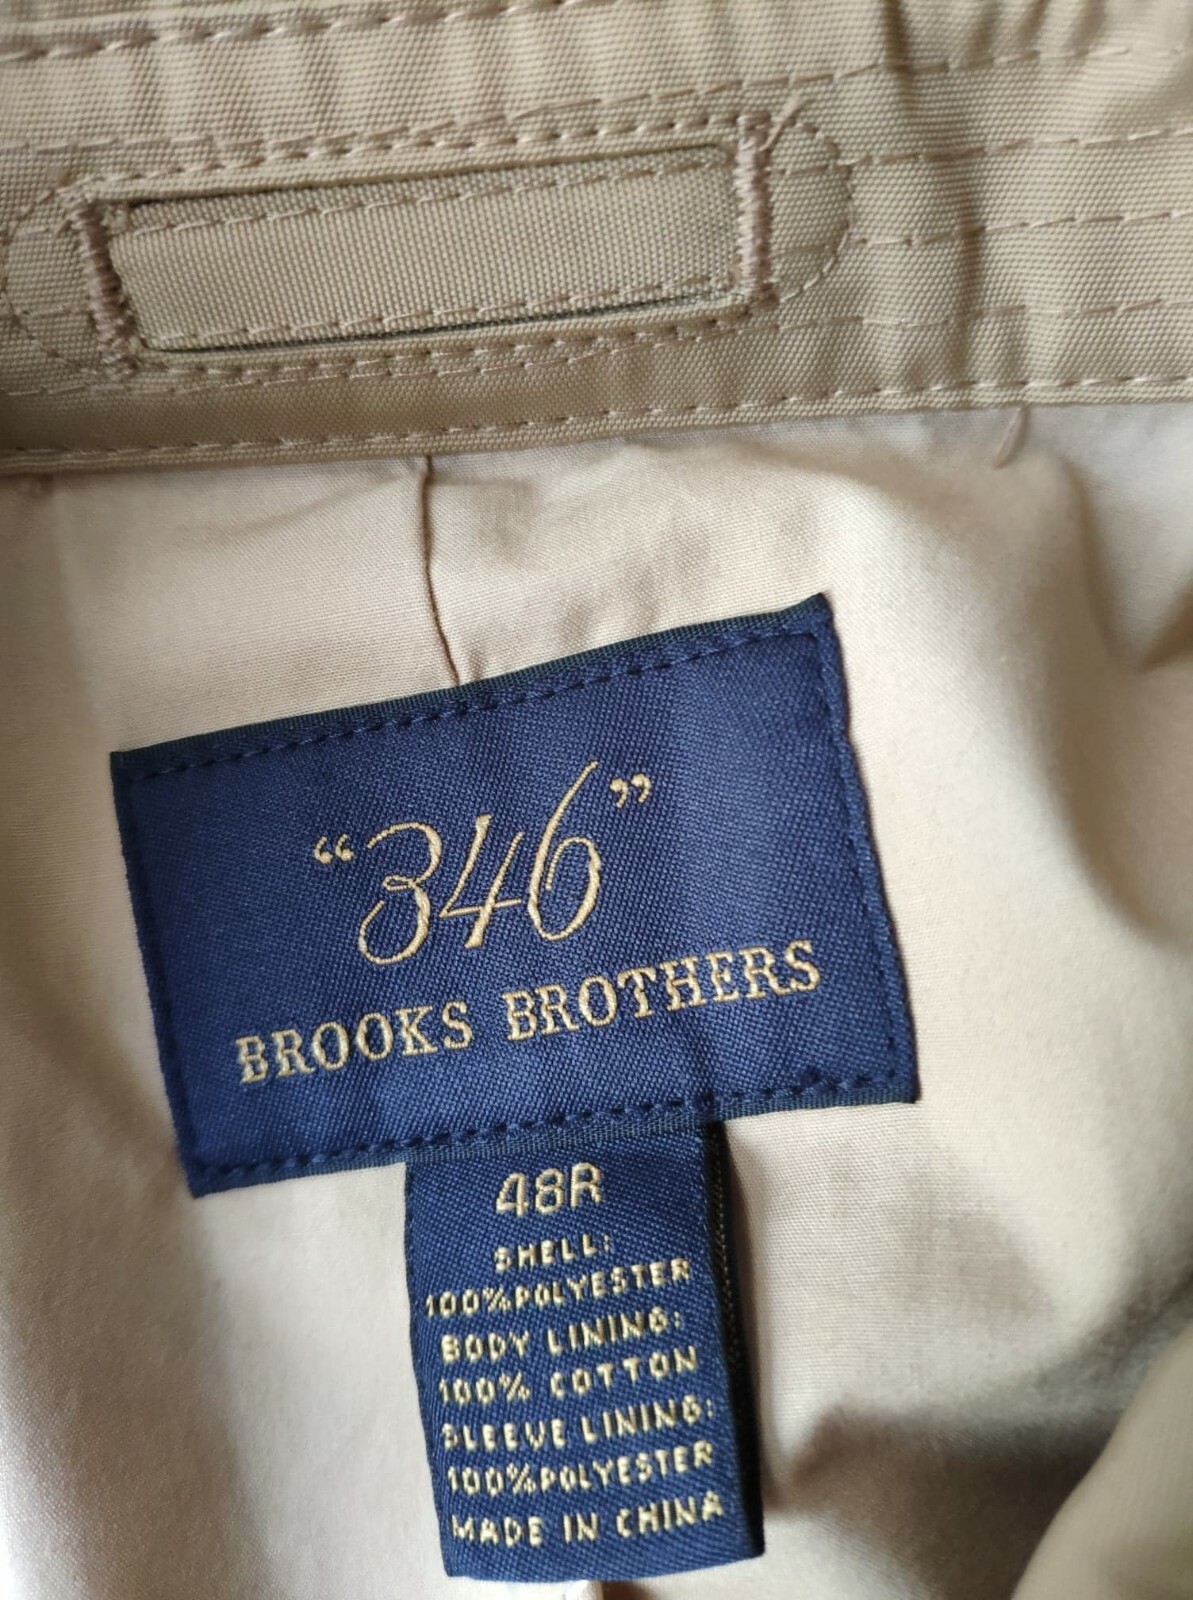 “346”
BROOKS BROTHERS
48R
SHELL:
100%POLYESTER
BODY LINING:
100% COTTON
SLEEVE LINING:
100%POLYESTER
MADE IN CHINA